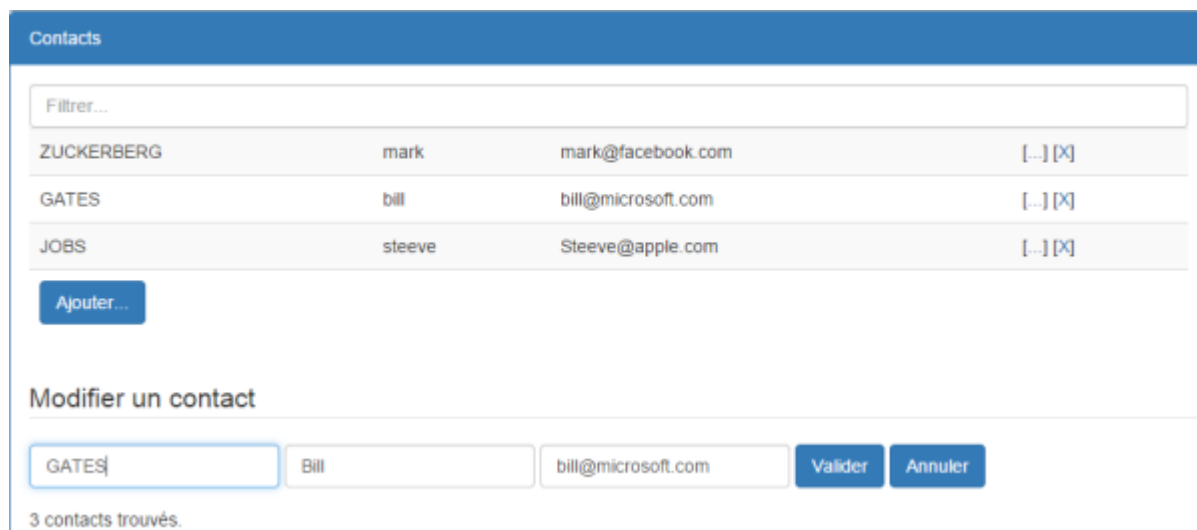 Contacts
Filtrer...
ZUCKERBERG mark mark@facebook.com [...] [X]
GATES bill bill@microsoft.com [...] [X]
JOBS steeve Steeve@apple.com [...] [X]
Ajouter...
Modifier un contact
GATES Bill bill@microsoft.com Valider Annuler
3 contacts trouvés.